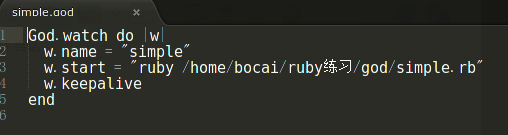 simple.god ×
1 God.watch do |w|
2 w.name = "simple"
3 w.start = "ruby /home/bocai/ruby练习/god/simple.rb"
4 w.keepalive
5 end
6